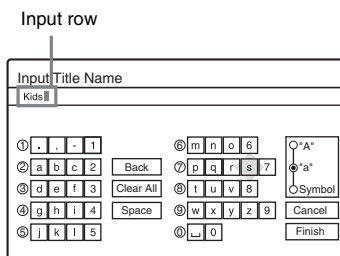 Input row
Input Title Name
Kids
① . , - 1 ⑥ m n o 6 "A"
② a b c 2 Back ⑦ p q r s 7 "a"
③ d e f 3 Clear All ⑧ t u v 8 Symbol
④ g h i 4 Space ⑨ w x y z 9 Cancel
⑤ j k l 5 ⓪ ⎵ 0 Finish